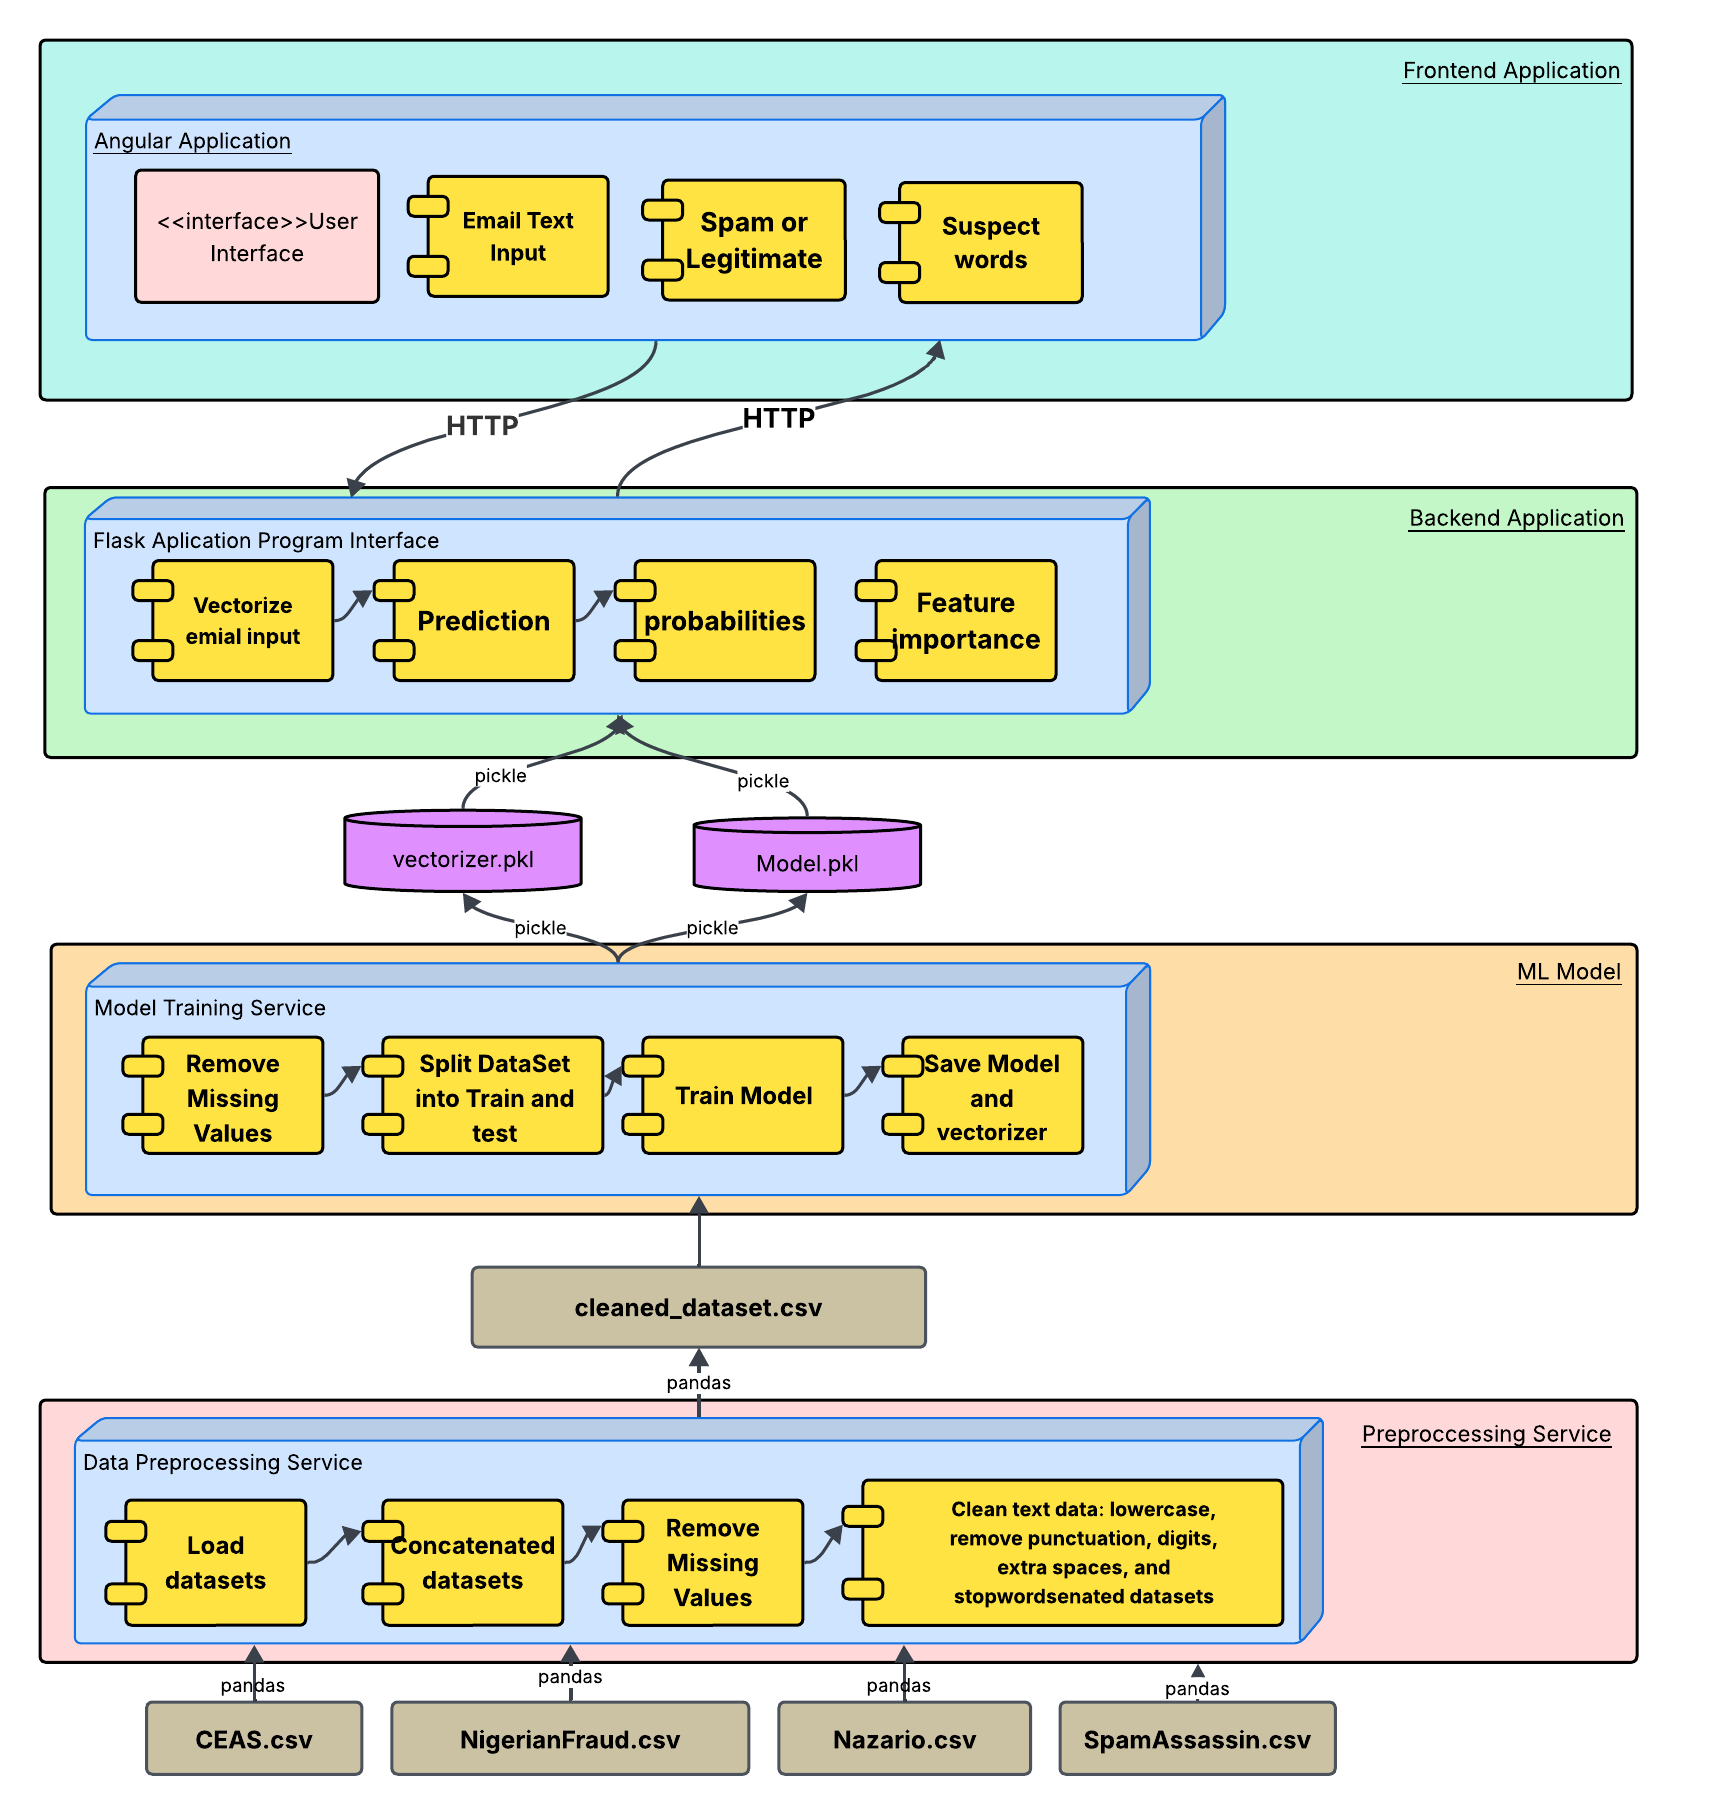 Frontend Application
Angular Application
<<interface>>User
Interface
Email Text
Input
Spam or
Legitimate
Suspect
words
HTTP
HTTP
Backend Application
Flask Aplication Program Interface
Vectorize
emial input
Prediction
probabilities
Feature
importance
pickle
pickle
vectorizer.pkl
Model.pkl
pickle
pickle
ML Model
Model Training Service
Remove
Missing
Values
Split DataSet
into Train and
test
Train Model
Save Model
and
vectorizer
cleaned_dataset.csv
pandas
Preproccessing Service
Data Preprocessing Service
Load
datasets
Concatenated
datasets
Remove
Missing
Values
Clean text data: lowercase,
remove punctuation, digits,
extra spaces, and
stopwordsenated datasets
pandas
pandas
pandas
pandas
CEAS.csv
NigerianFraud.csv
Nazario.csv
SpamAssassin.csv